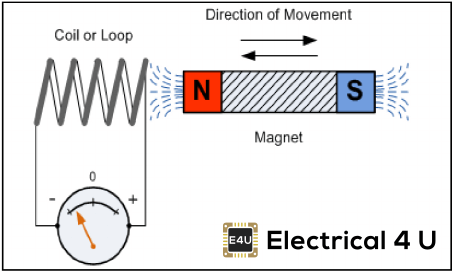 Direction of Movement
Coil or Loop
N
S
Magnet
0
- +
E4U Electrical 4 U